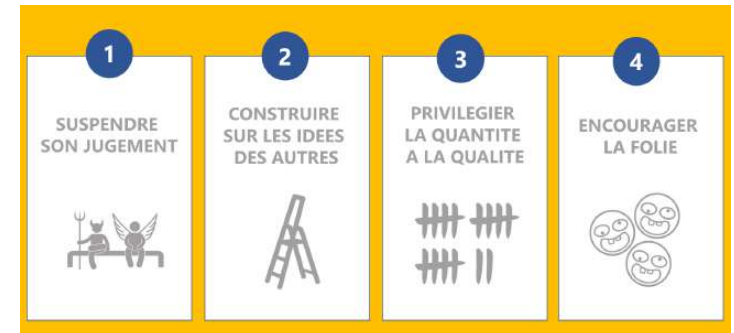 1
SUSPENDRE
SON JUGEMENT
2
CONSTRUIRE
SUR LES IDEES
DES AUTRES
3
PRIVILEGIER
LA QUANTITE
A LA QUALITE
4
ENCOURAGER
LA FOLIE